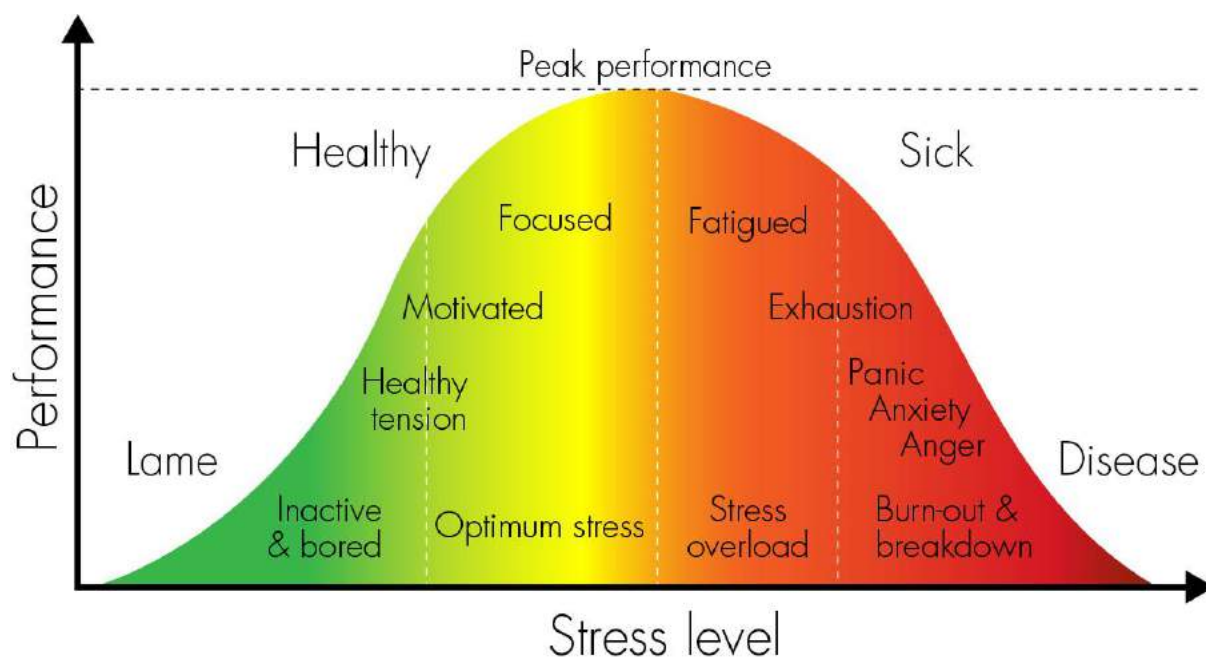 Peak performance
Healthy
Sick
Focused
Fatigued
Motivated
Exhaustion
Healthy
tension
Panic
Anxiety
Anger
Lame
Disease
Inactive
& bored
Optimum stress
Stress
overload
Burn-out &
breakdown
Performance
Stress level